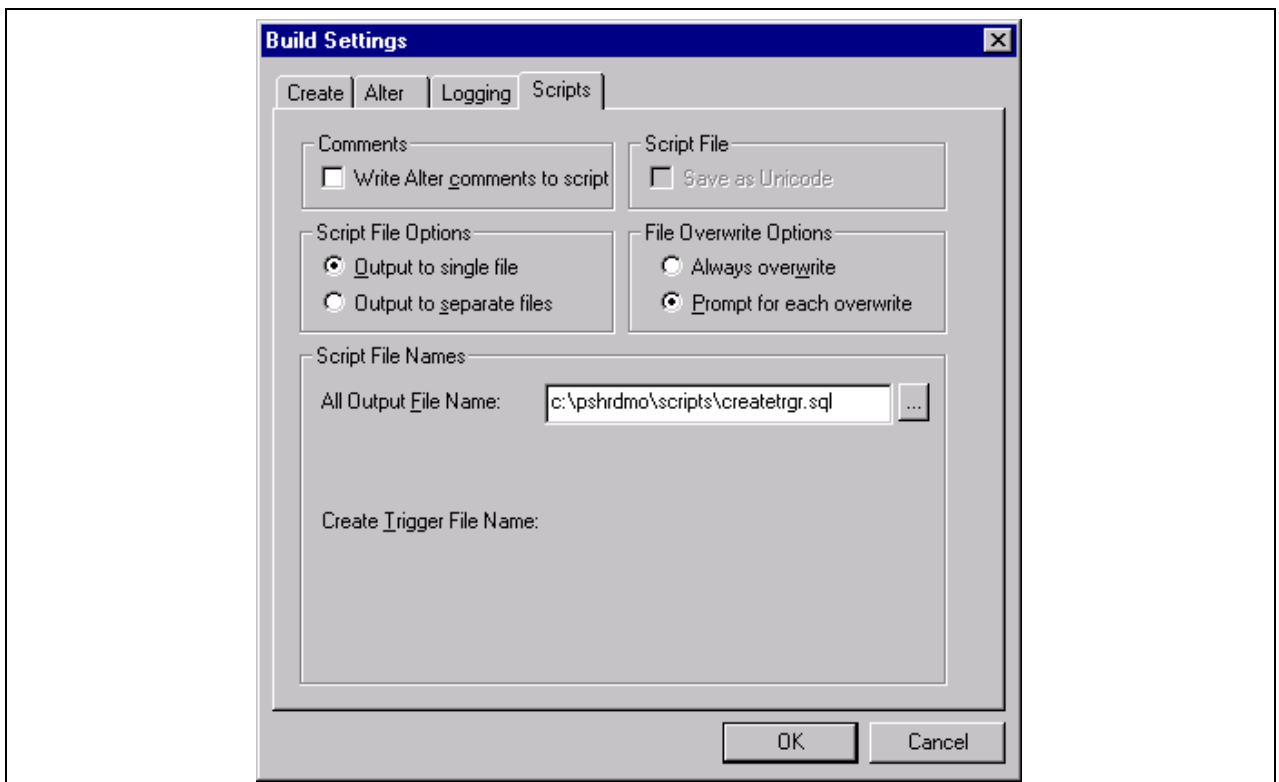 Build Settings
Create Alter Logging Scripts
Comments
Write Alter comments to script
Script File
Save as Unicode
Script File Options
Output to single file
Output to separate files
File Overwrite Options
Always overwrite
Prompt for each overwrite
Script File Names
All Output File Name: c:\pshrdmo\scripts\createtrgr.sql ...
Create Trigger File Name:
OK Cancel